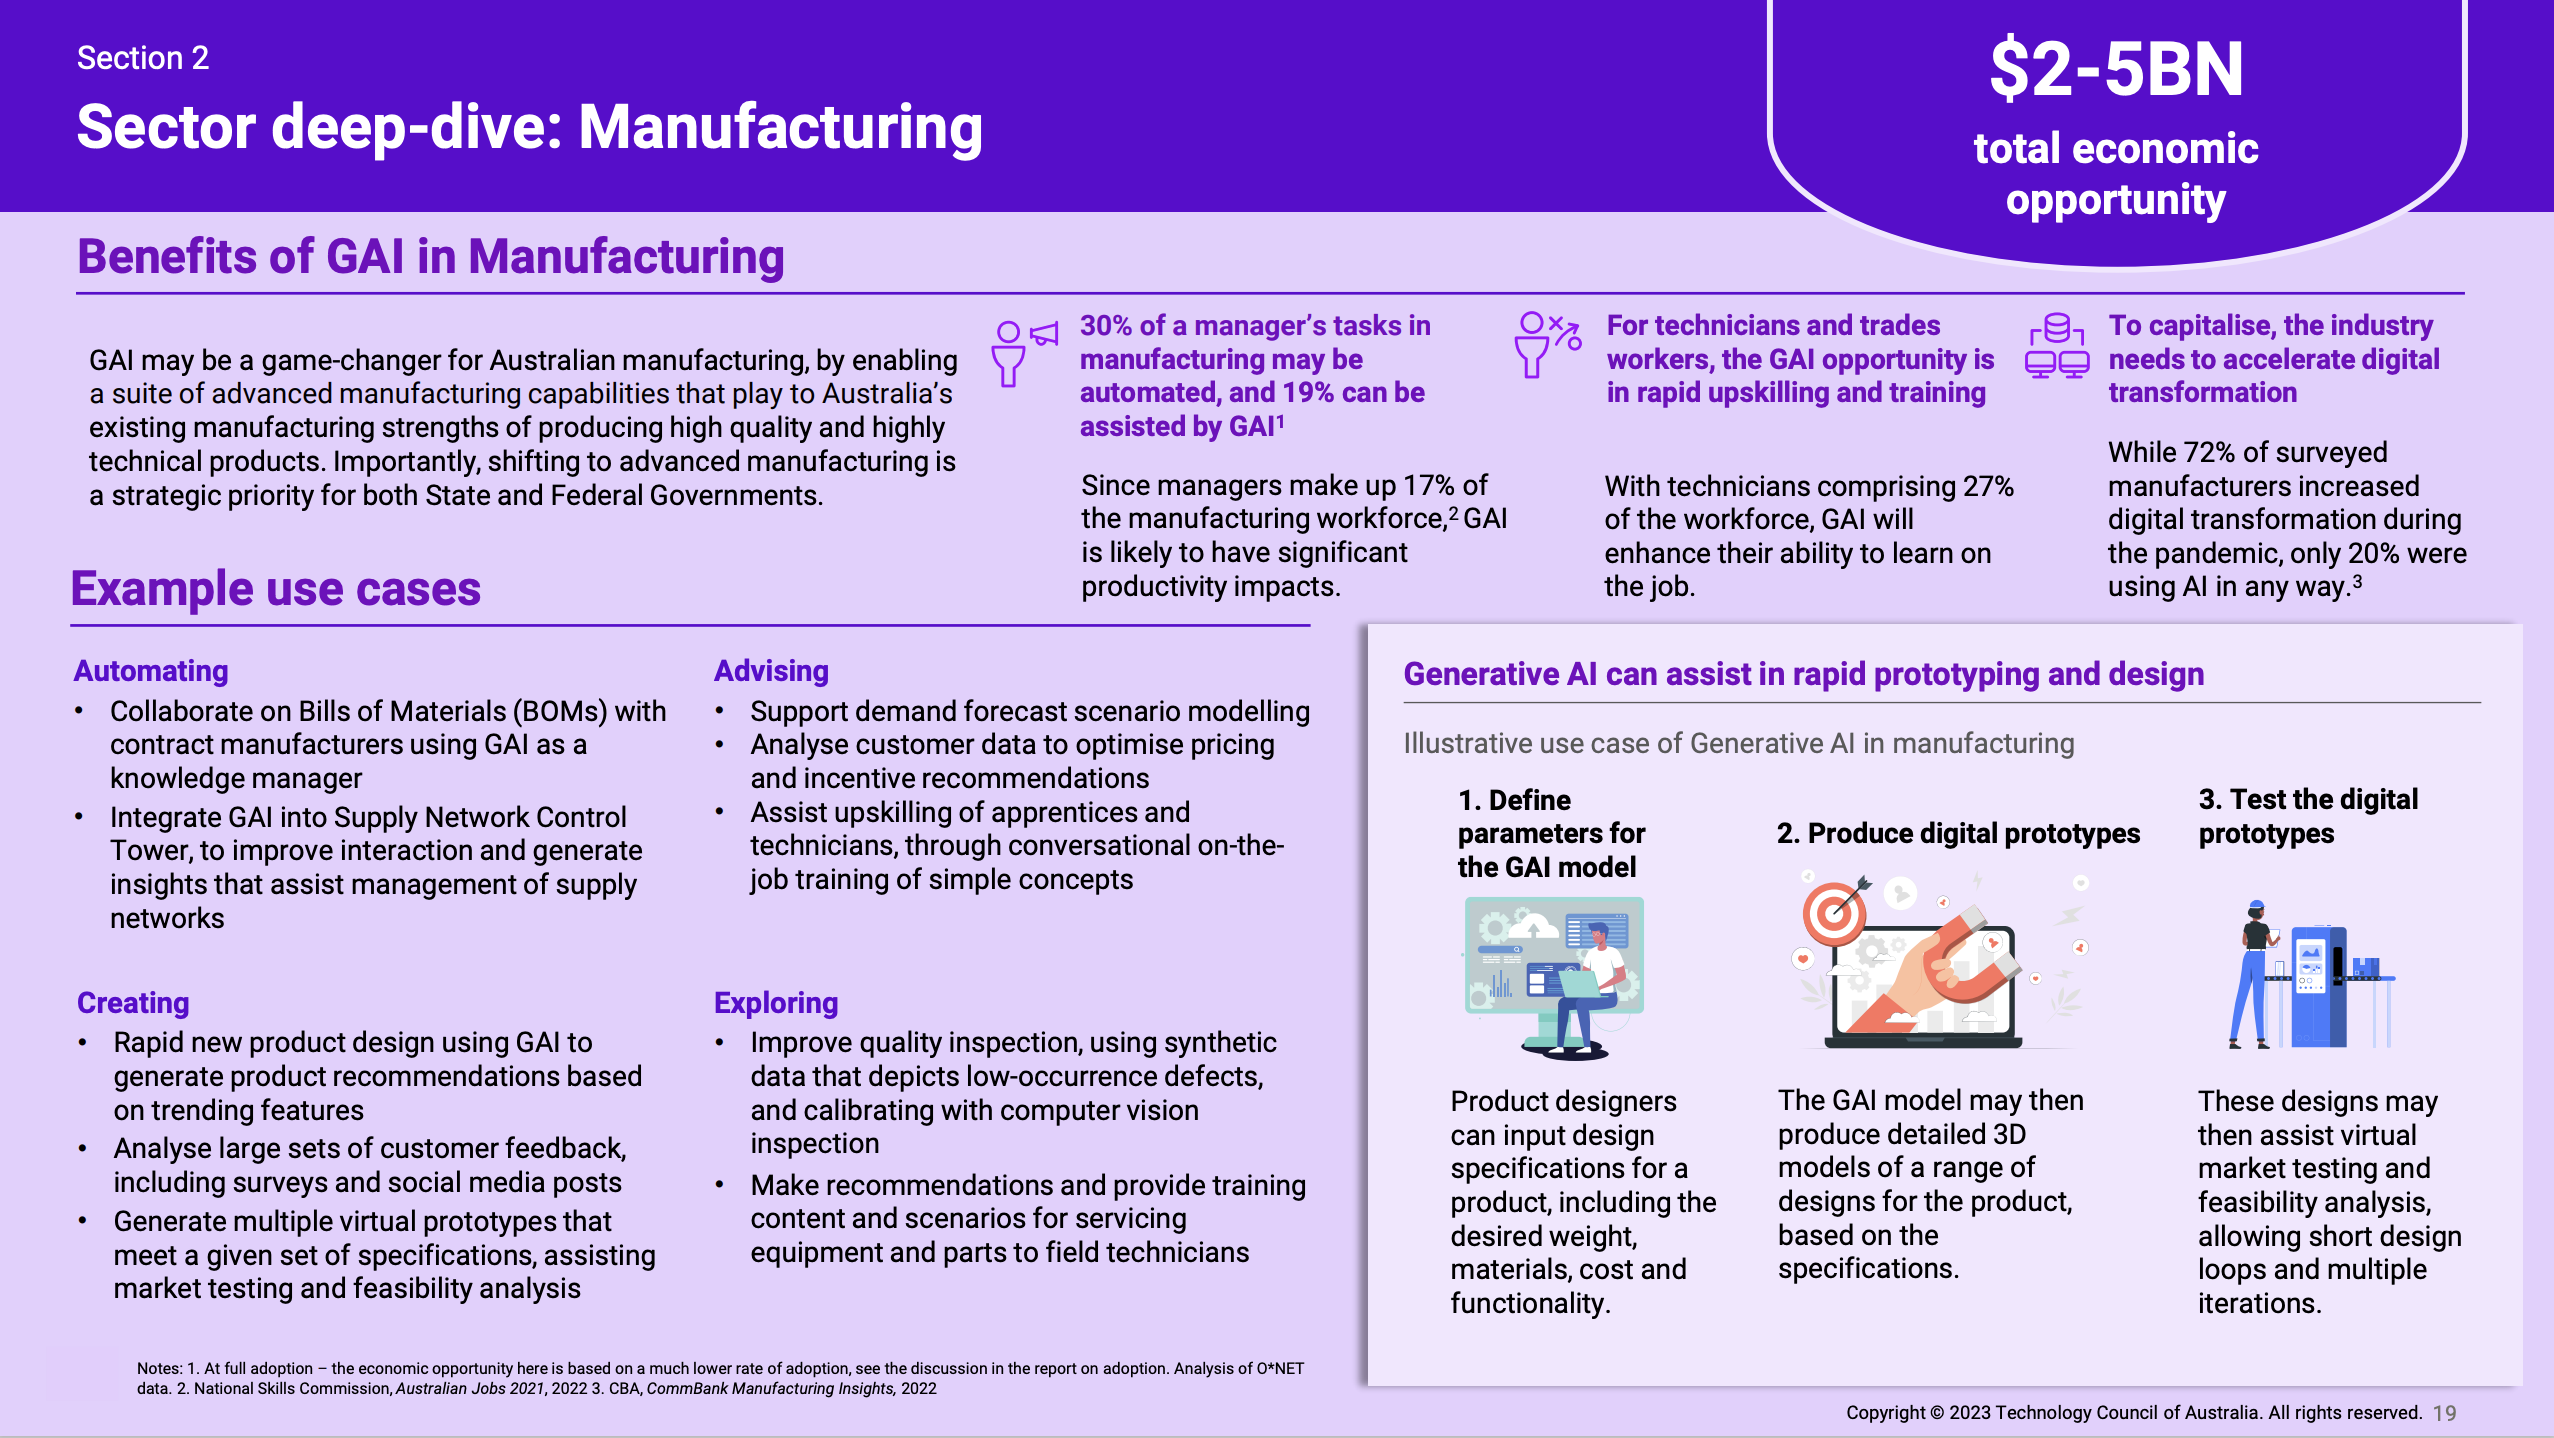 Section 2
Sector deep-dive: Manufacturing
$2-5BN
total economic
opportunity
Benefits of GAI in Manufacturing
GAI may be a game-changer for Australian manufacturing, by enabling
a suite of advanced manufacturing capabilities that play to Australia’s
existing manufacturing strengths of producing high quality and highly
technical products. Importantly, shifting to advanced manufacturing is
a strategic priority for both State and Federal Governments.
30% of a manager’s tasks in
manufacturing may be
automated, and 19% can be
assisted by GAI¹
Since managers make up 17% of
the manufacturing workforce,² GAI
is likely to have significant
productivity impacts.
For technicians and trades
workers, the GAI opportunity is
in rapid upskilling and training
With technicians comprising 27%
of the workforce, GAI will
enhance their ability to learn on
the job.
To capitalise, the industry
needs to accelerate digital
transformation
While 72% of surveyed
manufacturers increased
digital transformation during
the pandemic, only 20% were
using AI in any way.³
Example use cases
Automating
• Collaborate on Bills of Materials (BOMs) with
contract manufacturers using GAI as a
knowledge manager
• Integrate GAI into Supply Network Control
Tower, to improve interaction and generate
insights that assist management of supply
networks
Advising
• Support demand forecast scenario modelling
• Analyse customer data to optimise pricing
and incentive recommendations
• Assist upskilling of apprentices and
technicians, through conversational on-the-
job training of simple concepts
Creating
• Rapid new product design using GAI to
generate product recommendations based
on trending features
• Analyse large sets of customer feedback,
including surveys and social media posts
• Generate multiple virtual prototypes that
meet a given set of specifications, assisting
market testing and feasibility analysis
Exploring
• Improve quality inspection, using synthetic
data that depicts low-occurrence defects,
and calibrating with computer vision
inspection
• Make recommendations and provide training
content and scenarios for servicing
equipment and parts to field technicians
Generative AI can assist in rapid prototyping and design
Illustrative use case of Generative AI in manufacturing
1. Define
parameters for
the GAI model
Product designers
can input design
specifications for a
product, including the
desired weight,
materials, cost and
functionality.
2. Produce digital prototypes
The GAI model may then
produce detailed 3D
models of a range of
designs for the product,
based on the
specifications.
3. Test the digital
prototypes
These designs may
then assist virtual
market testing and
feasibility analysis,
allowing short design
loops and multiple
iterations.
Notes: 1. At full adoption – the economic opportunity here is based on a much lower rate of adoption, see the discussion in the report on adoption. Analysis of O*NET
data. 2. National Skills Commission, Australian Jobs 2021, 2022 3. CBA, CommBank Manufacturing Insights, 2022
Copyright © 2023 Technology Council of Australia. All rights reserved. 19